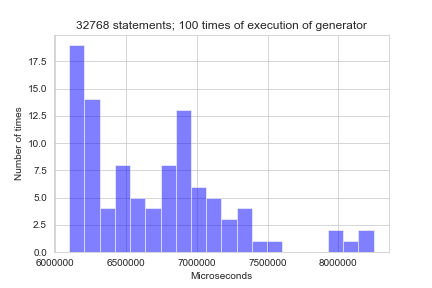 32768 statements; 100 times of execution of generator
17.5
15.0
12.5
10.0
7.5
5.0
2.5
0.0
Number of times
6000000 6500000 7000000 7500000 8000000
Microseconds